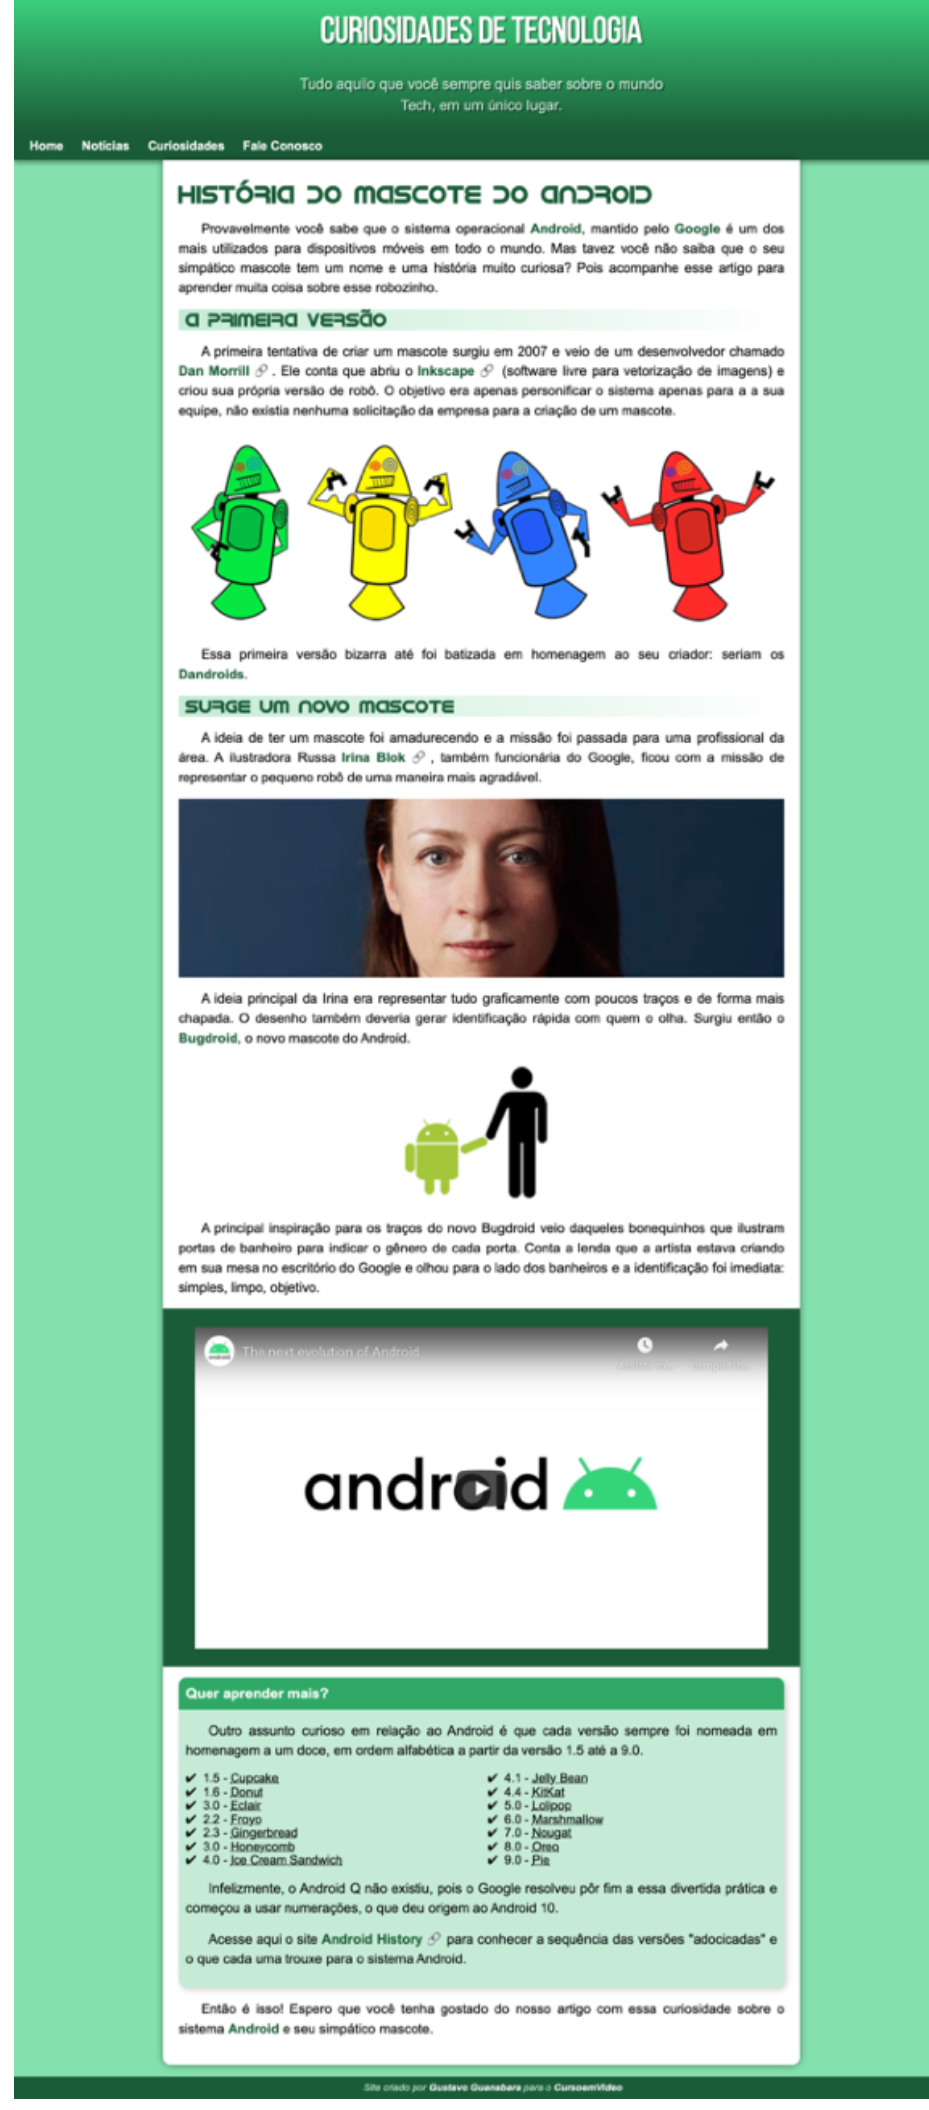 CURIOSIDADES DE TECNOLOGIA
Tudo aquilo que você sempre quis saber sobre o mundo
Tech, em um único lugar.
Home Notícias Curiosidades Fale Conosco
HISTÓRIA DO MASCOTE DO ANDROID
Provavelmente você sabe que o sistema operacional Android, mantido pelo Google é um dos
mais utilizados para dispositivos móveis em todo o mundo. Mas tavez você não saiba que o seu
simpático mascote tem um nome e uma história muito curiosa? Pois acompanhe esse artigo para
aprender muita coisa sobre esse robozinho.
A PRIMEIRA VERSÃO
A primeira tentativa de criar um mascote surgiu em 2007 e veio de um desenvolvedor chamado
Dan Morrill 🔗 . Ele conta que abriu o Inkscape 🔗 (software livre para vetorização de imagens) e
criou sua própria versão de robô. O objetivo era apenas personificar o sistema apenas para a a sua
equipe, não existia nenhuma solicitação da empresa para a criação de um mascote.
Essa primeira versão bizarra até foi batizada em homenagem ao seu criador: seriam os
Dandroids.
SURGE UM NOVO MASCOTE
A ideia de ter um mascote foi amadurecendo e a missão foi passada para uma profissional da
área. A ilustradora Russa Irina Blok 🔗 , também funcionária do Google, ficou com a missão de
representar o pequeno robô de uma maneira mais agradável.
A ideia principal da Irina era representar tudo graficamente com poucos traços e de forma mais
chapada. O desenho também deveria gerar identificação rápida com quem o olha. Surgiu então o
Bugdroid, o novo mascote do Android.
A principal inspiração para os traços do novo Bugdroid veio daqueles bonequinhos que ilustram
portas de banheiro para indicar o gênero de cada porta. Conta a lenda que a artista estava criando
em sua mesa no escritório do Google e olhou para o lado dos banheiros e a identificação foi imediata:
simples, limpo, objetivo.
android The next evolution of Android
android
Quer aprender mais?
Outro assunto curioso em relação ao Android é que cada versão sempre foi nomeada em
homenagem a um doce, em ordem alfabética a partir da versão 1.5 até a 9.0.
✔ 1.5 - Cupcake
✔ 1.6 - Donut
✔ 3.0 - Eclair
✔ 2.2 - Froyo
✔ 2.3 - Gingerbread
✔ 3.0 - Honeycomb
✔ 4.0 - Ice Cream Sandwich
✔ 4.1 - Jelly Bean
✔ 4.4 - KitKat
✔ 5.0 - Lolipop
✔ 6.0 - Marshmallow
✔ 7.0 - Nougat
✔ 8.0 - Oreo
✔ 9.0 - Pie
Infelizmente, o Android Q não existiu, pois o Google resolveu pôr fim a essa divertida prática e
começou a usar numerações, o que deu origem ao Android 10.
Acesse aqui o site Android History 🔗 para conhecer a sequência das versões "adocicadas" e
o que cada uma trouxe para o sistema Android.
Então é isso! Espero que você tenha gostado do nosso artigo com essa curiosidade sobre o
sistema Android e seu simpático mascote.
Site criado por Gustavo Guanabara para o CursoemVideo